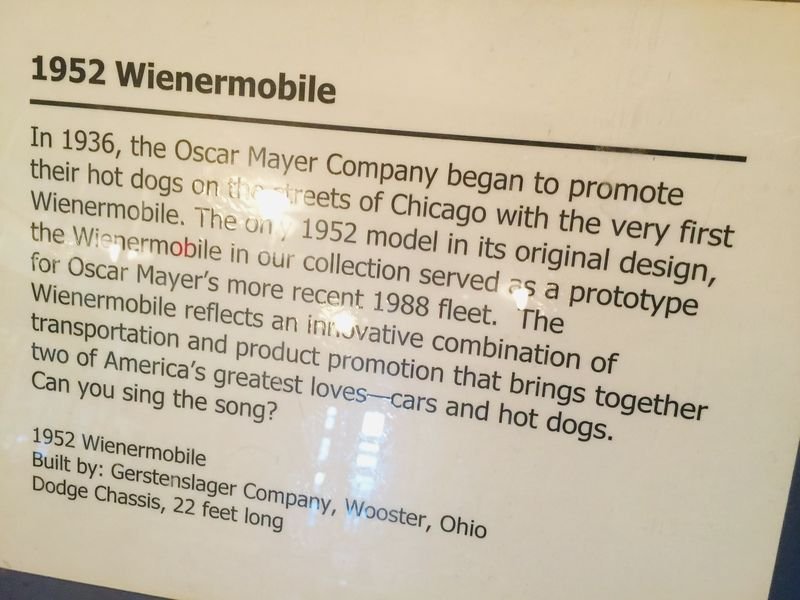 1952 Wienermobile
In 1936, the Oscar Mayer Company began to promote
their hot dogs on the streets of Chicago with the very first
Wienermobile. The only 1952 model in its original design,
the Wienermobile in our collection served as a prototype
for Oscar Mayer's more recent 1988 fleet. The
Wienermobile reflects an innovative combination of
transportation and product promotion that brings together
two of America's greatest loves—cars and hot dogs.
Can you sing the song?
1952 Wienermobile
Built by: Gerstenslager Company, Wooster, Ohio
Dodge Chassis, 22 feet long